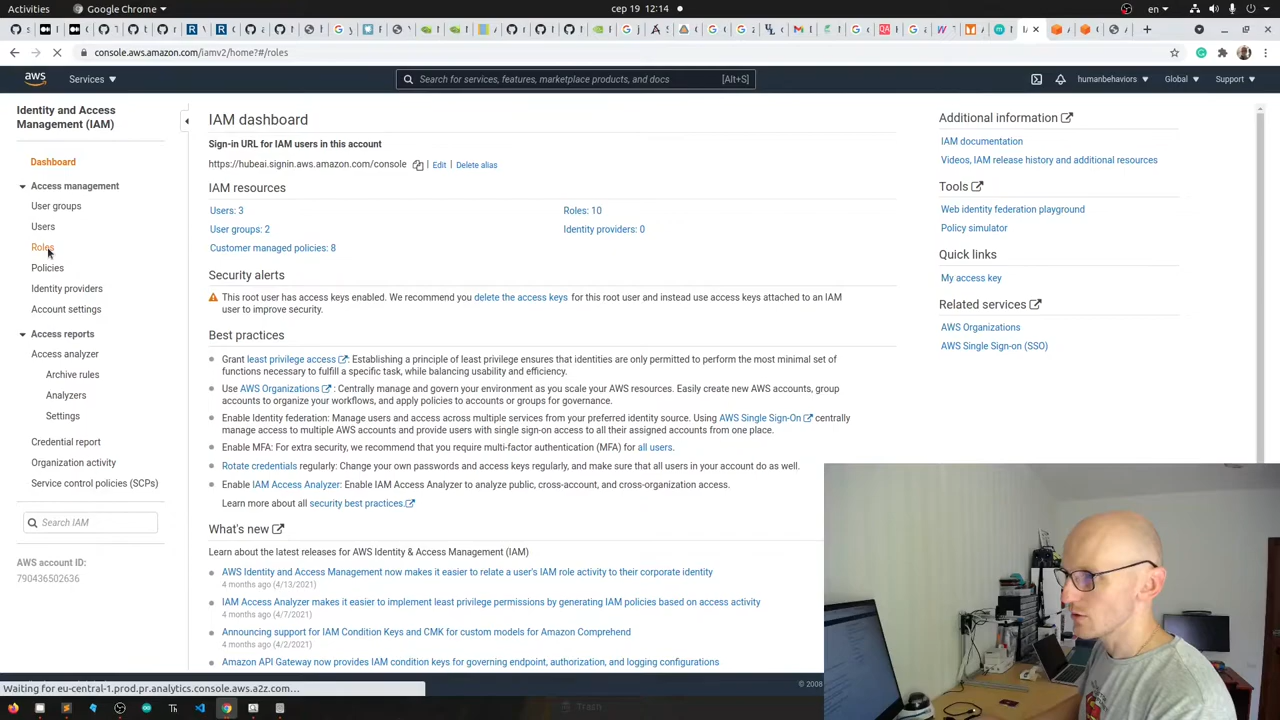 Activities
Google Chrome
сер 19 12:14
en
console.aws.amazon.com/iamv2/home?#/roles
aws
Services
Search for services, features, marketplace products, and docs
[Alt+S]
humanbehaviors
Global
Support
Identity and Access
Management (IAM)
Dashboard
Access management
User groups
Users
Roles
Policies
Identity providers
Account settings
Access reports
Access analyzer
Archive rules
Analyzers
Settings
Credential report
Organization activity
Service control policies (SCPs)
Search IAM
AWS account ID:
790436502636
IAM dashboard
Sign-in URL for IAM users in this account
https://hubeai.signin.aws.amazon.com/console | Edit | Delete alias
IAM resources
Users: 3
Roles: 10
User groups: 2
Identity providers: 0
Customer managed policies: 8
Security alerts
This root user has access keys enabled. We recommend you delete the access keys for this root user and instead use access keys attached to an IAM
user to improve security.
Best practices
Grant least privilege access : Establishing a principle of least privilege ensures that identities are only permitted to perform the most minimal set of
functions necessary to fulfill a specific task, while balancing usability and efficiency.
Use AWS Organizations : Centrally manage and govern your environment as you scale your AWS resources. Easily create new AWS accounts, group
accounts to organize your workflows, and apply policies to accounts or groups for governance.
Enable Identity federation: Manage users and access across multiple services from your preferred identity source. Using AWS Single Sign-On centrally
manage access to multiple AWS accounts and provide users with single sign-on access to all their assigned accounts from one place.
Enable MFA: For extra security, we recommend that you require multi-factor authentication (MFA) for all users.
Rotate credentials regularly: Change your own passwords and access keys regularly, and make sure that all users in your account do as well.
Enable IAM Access Analyzer: Enable IAM Access Analyzer to analyze public, cross-account, and cross-organization access.
Learn more about all security best practices.
What's new
Learn about the latest releases for AWS Identity & Access Management (IAM)
AWS Identity and Access Management now makes it easier to relate a user's IAM role activity to their corporate identity
4 months ago (4/13/2021)
IAM Access Analyzer makes it easier to implement least privilege permissions by generating IAM policies based on access activity
4 months ago (4/7/2021)
Announcing support for IAM Condition Keys and CMK for custom models for Amazon Comprehend
4 months ago (4/2/2021)
Amazon API Gateway now provides IAM condition keys for governing endpoint, authorization, and logging configurations
Additional information
IAM documentation
Videos, IAM release history and additional resources
Tools
Web identity federation playground
Policy simulator
Quick links
My access key
Related services
AWS Organizations
AWS Single Sign-on (SSO)
© 2008
Waiting for eu-central-1.prod.pr.analytics.console.aws.a2z.com...
Trash